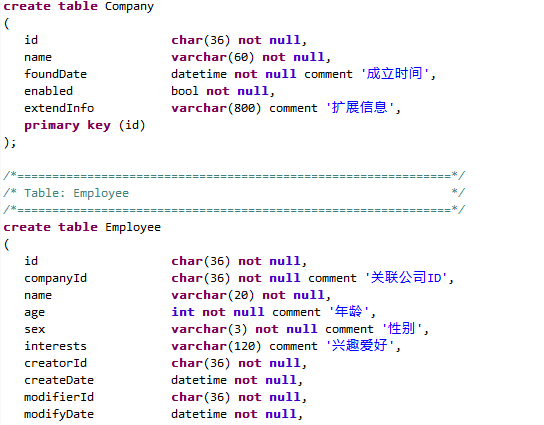 create table Company
(
id char(36) not null,
name varchar(60) not null,
foundDate datetime not null comment '成立时间',
enabled bool not null,
extendInfo varchar(800) comment '扩展信息',
primary key (id)
);
/*==============================================================*/
/* Table: Employee */
/*==============================================================*/
create table Employee
(
id char(36) not null,
companyId char(36) not null comment '关联公司ID',
name varchar(20) not null,
age int not null comment '年龄',
sex varchar(3) not null comment '性别',
interests varchar(120) comment '兴趣爱好',
creatorId char(36) not null,
createDate datetime not null,
modifierId char(36) not null,
modifyDate datetime not null,